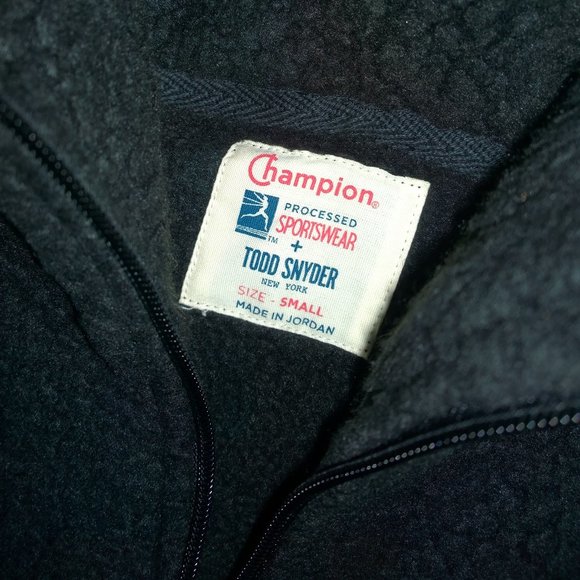 Champion®
PROCESSED
SPORTSWEAR
TM
+
TODD SNYDER
NEW YORK
SIZE - SMALL
MADE IN JORDAN